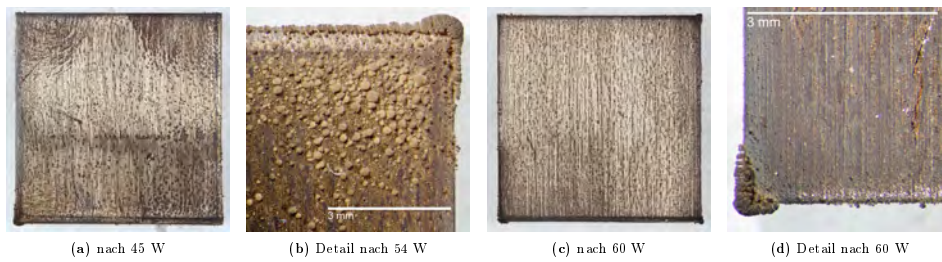 3 mm
3 mm
(a) nach 45 W
(b) Detail nach 54 W
(c) nach 60 W
(d) Detail nach 60 W